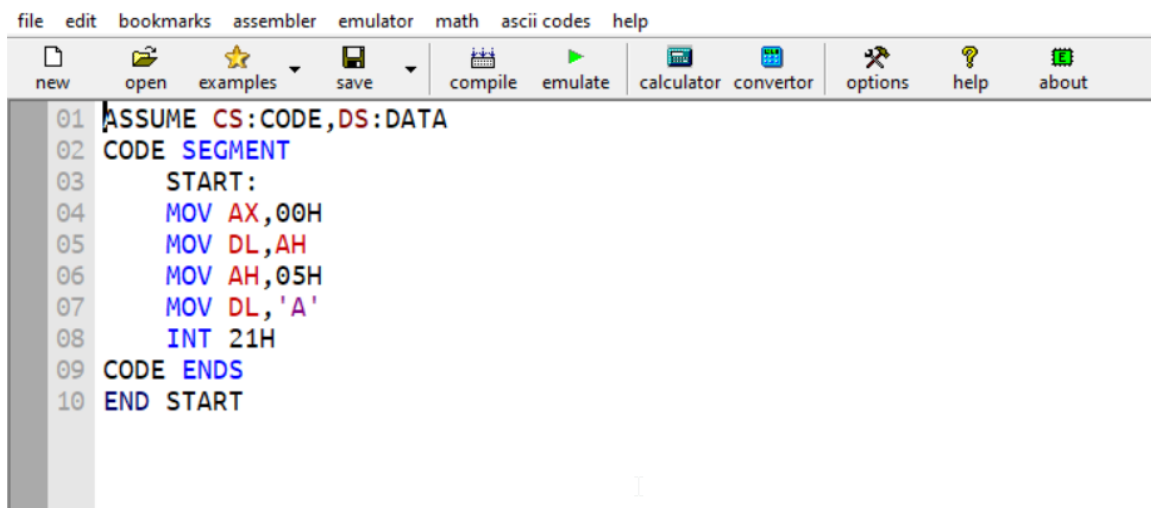 file edit bookmarks assembler emulator math ascii codes help
new open examples save compile emulate calculator convertor options help about
01 ASSUME CS:CODE,DS:DATA
02 CODE SEGMENT
03 START:
04 MOV AX,00H
05 MOV DL,AH
06 MOV AH,05H
07 MOV DL,'A'
08 INT 21H
09 CODE ENDS
10 END START